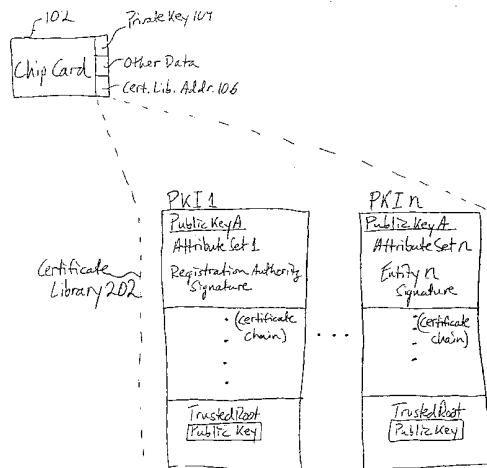 102
Private Key 104
Chip Card
Other Data
Cert. Lib. Addr. 106
PKI 1
Public Key A
Attribute Set 1
Registration Authority
Signature
(certificate
chain)
Trusted Root
Public Key
Certificate
Library 202
. . .
PKI n
Public Key A
Attribute Set n
Entity n
Signature
(certificate
chain)
Trusted Root
Public Key